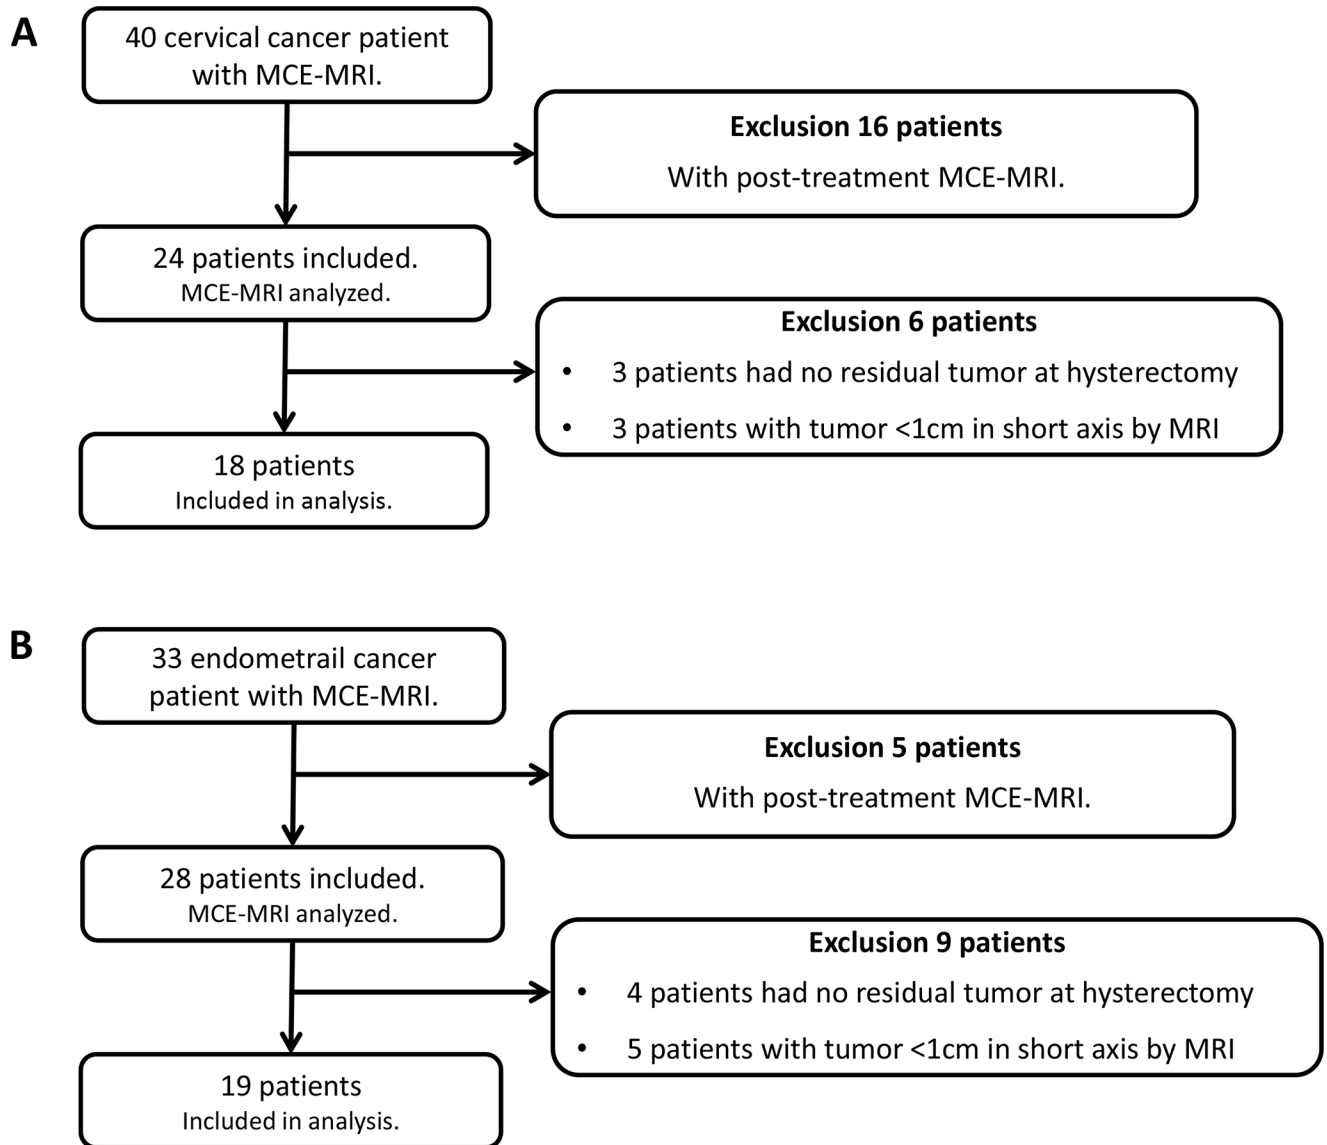 A
40 cervical cancer patient
with MCE-MRI.
Exclusion 16 patients
With post-treatment MCE-MRI.
24 patients included.
MCE-MRI analyzed.
Exclusion 6 patients
• 3 patients had no residual tumor at hysterectomy
• 3 patients with tumor <1cm in short axis by MRI
18 patients
Included in analysis.
B
33 endometrail cancer
patient with MCE-MRI.
Exclusion 5 patients
With post-treatment MCE-MRI.
28 patients included.
MCE-MRI analyzed.
Exclusion 9 patients
• 4 patients had no residual tumor at hysterectomy
• 5 patients with tumor <1cm in short axis by MRI
19 patients
Included in analysis.